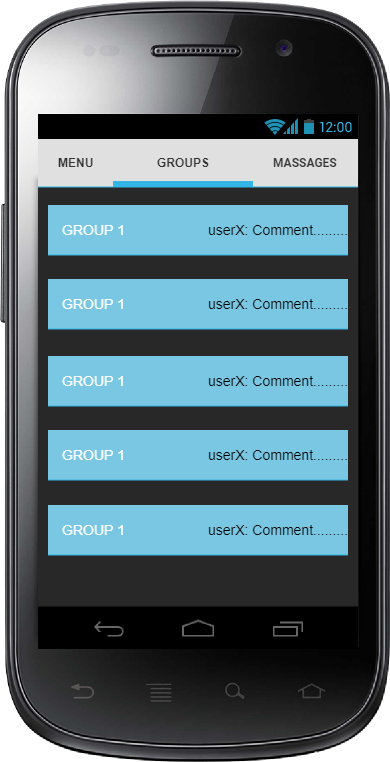 12:00
MENU GROUPS MASSAGES
GROUP 1 userX: Comment.........
GROUP 1 userX: Comment.........
GROUP 1 userX: Comment.........
GROUP 1 userX: Comment.........
GROUP 1 userX: Comment.........